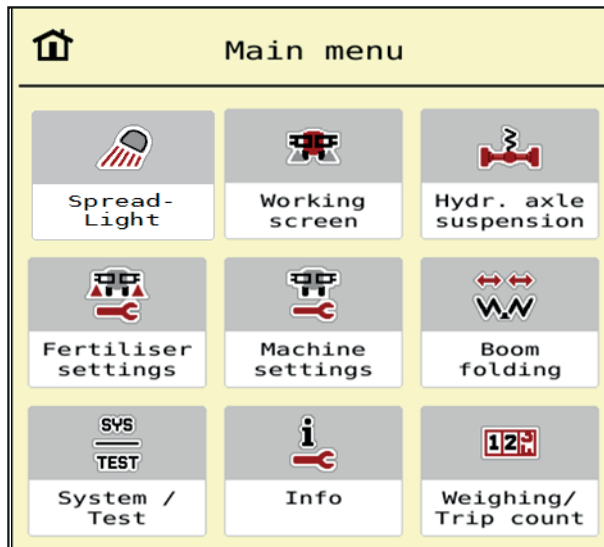 Main menu
Spread-
Light
Working
screen
Hydr. axle
suspension
Fertiliser
settings
Machine
settings
Boom
folding
SYS
TEST
System /
Test
i
Info
12
Weighing/
Trip count